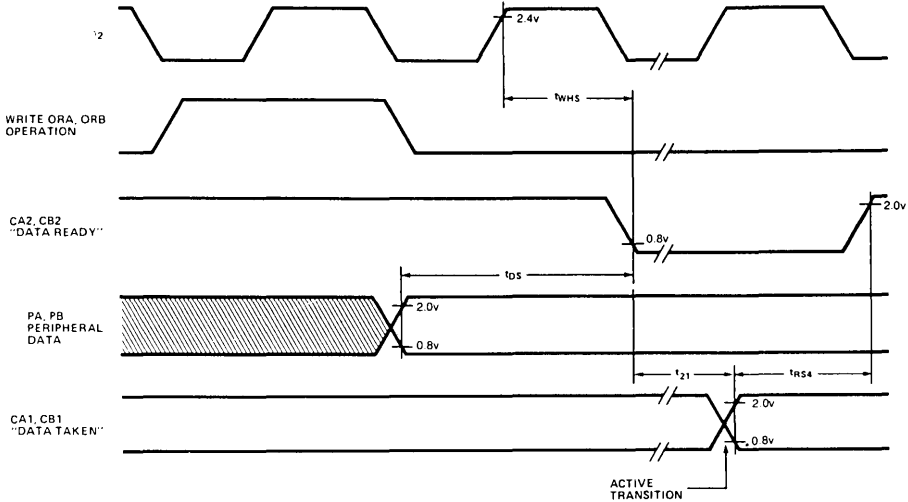 2.4v
tWHS
WRITE ORA, ORB
OPERATION
CA2, CB2
"DATA READY"
2.0v
0.8v
tDS
PA, PB
PERIPHERAL
DATA
2.0v
0.8v
t21
tRS4
CA1, CB1
"DATA TAKEN"
2.0v
0.8v
ACTIVE
TRANSITION